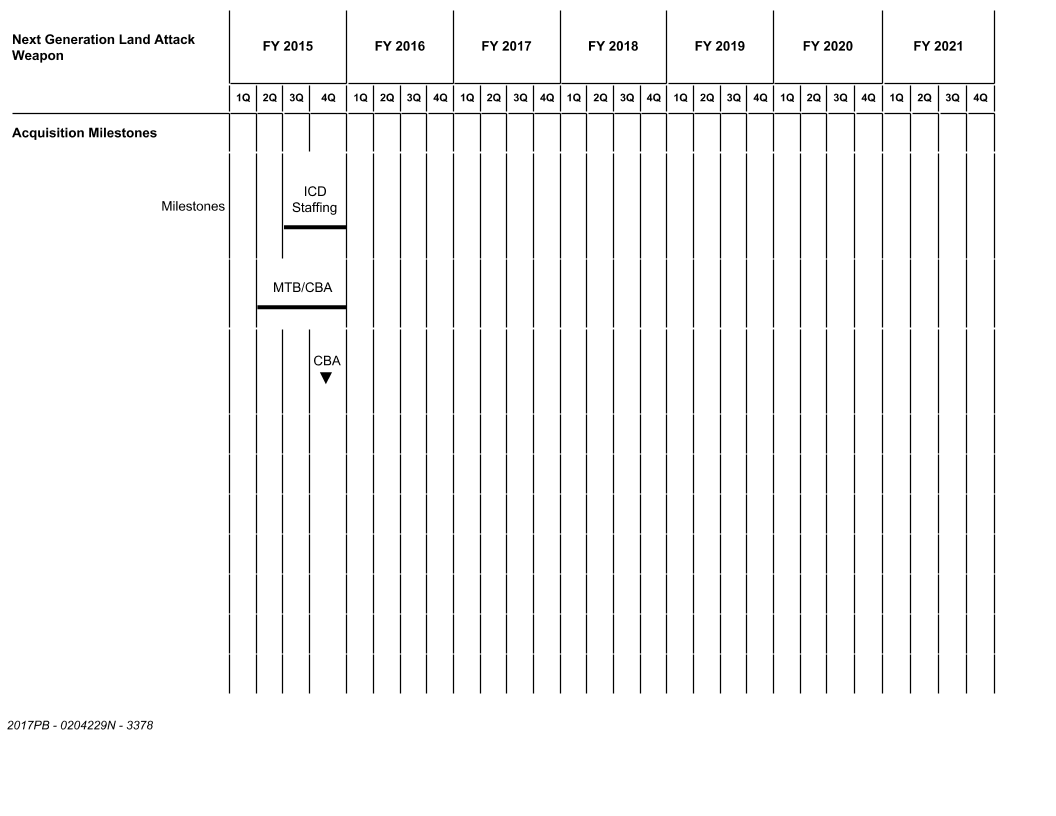 Next Generation Land Attack
Weapon
FY 2015 FY 2016 FY 2017 FY 2018 FY 2019 FY 2020 FY 2021
1Q 2Q 3Q 4Q 1Q 2Q 3Q 4Q 1Q 2Q 3Q 4Q 1Q 2Q 3Q 4Q 1Q 2Q 3Q 4Q 1Q 2Q 3Q 4Q 1Q 2Q 3Q 4Q
Acquisition Milestones
Milestones
ICD
Staffing
MTB/CBA
CBA
2017PB - 0204229N - 3378